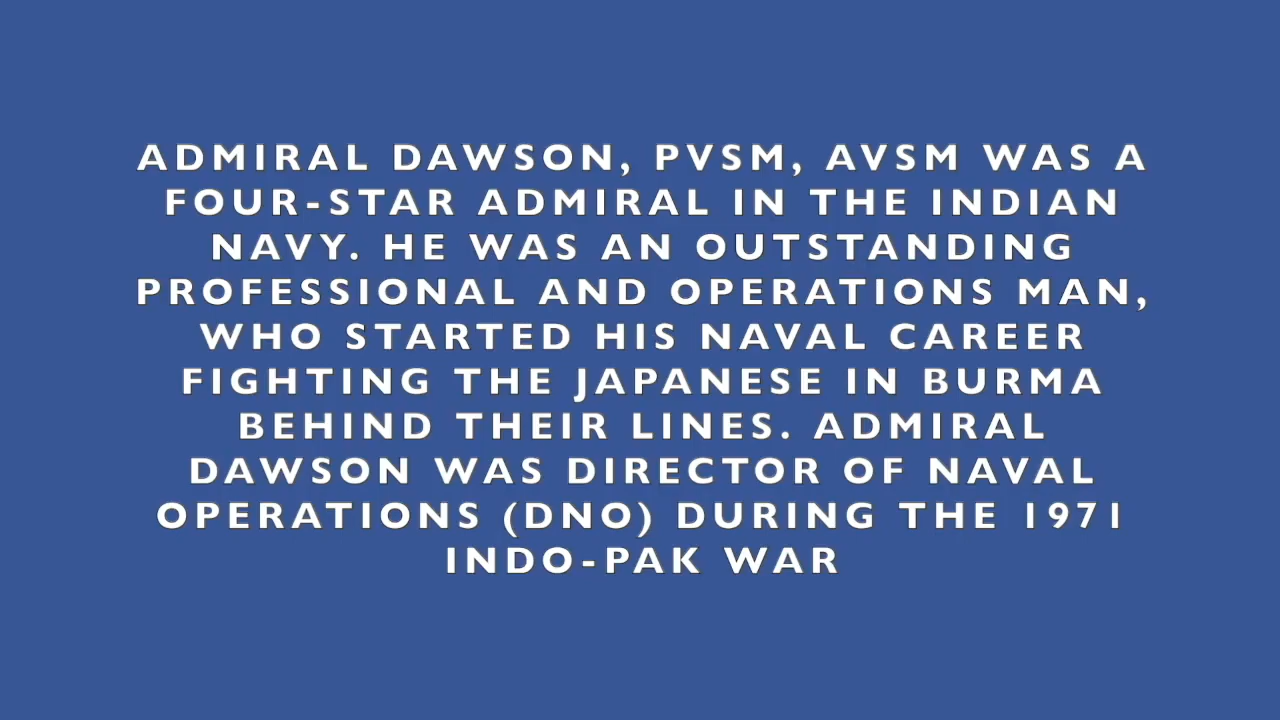 ADMIRAL DAWSON, PVSM, AVSM WAS A
FOUR-STAR ADMIRAL IN THE INDIAN
NAVY. HE WAS AN OUTSTANDING
PROFESSIONAL AND OPERATIONS MAN,
WHO STARTED HIS NAVAL CAREER
FIGHTING THE JAPANESE IN BURMA
BEHIND THEIR LINES. ADMIRAL
DAWSON WAS DIRECTOR OF NAVAL
OPERATIONS (DNO) DURING THE 1971
INDO-PAK WAR